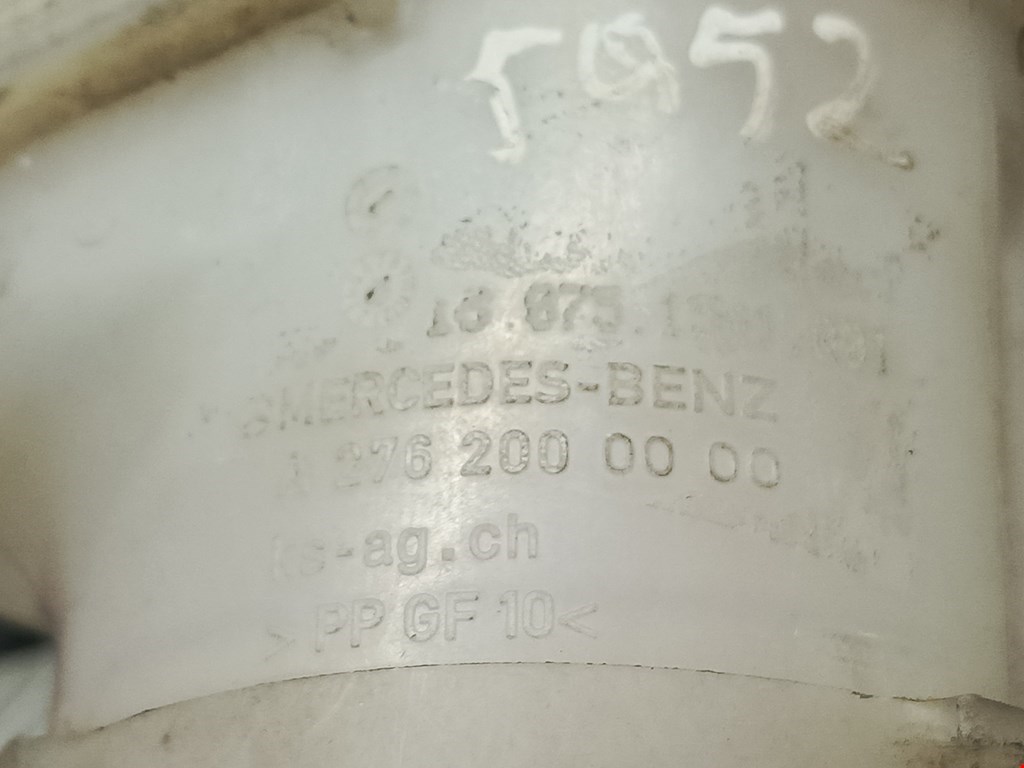 5952
MERCEDES-BENZ
276 200 00 00
-ag.ch
>PP GF 10<